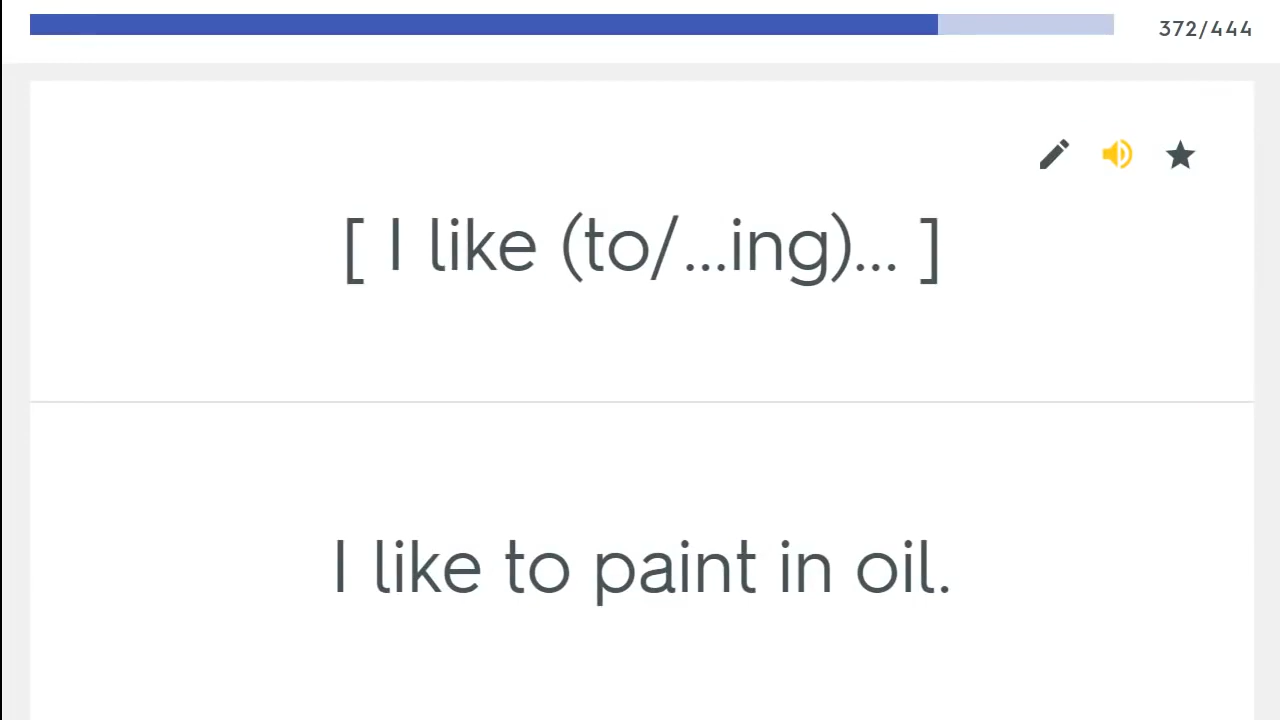 372/444
[ I like (to/...ing)... ]
I like to paint in oil.